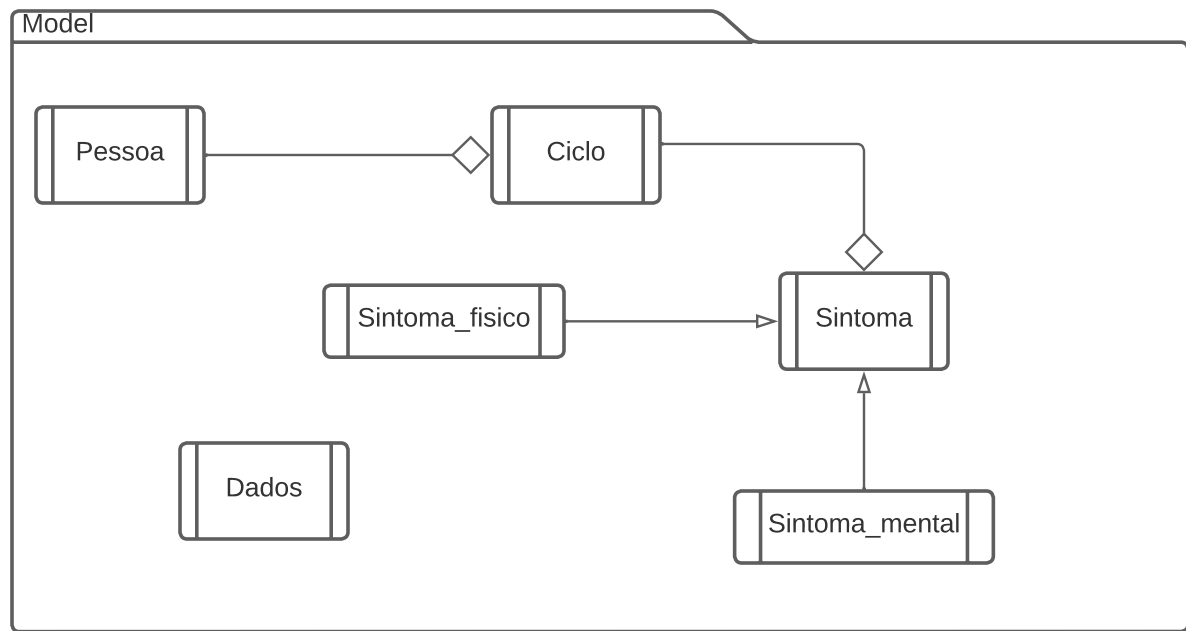 Model
Pessoa
Ciclo
Sintoma_fisico
Sintoma
Dados
Sintoma_mental